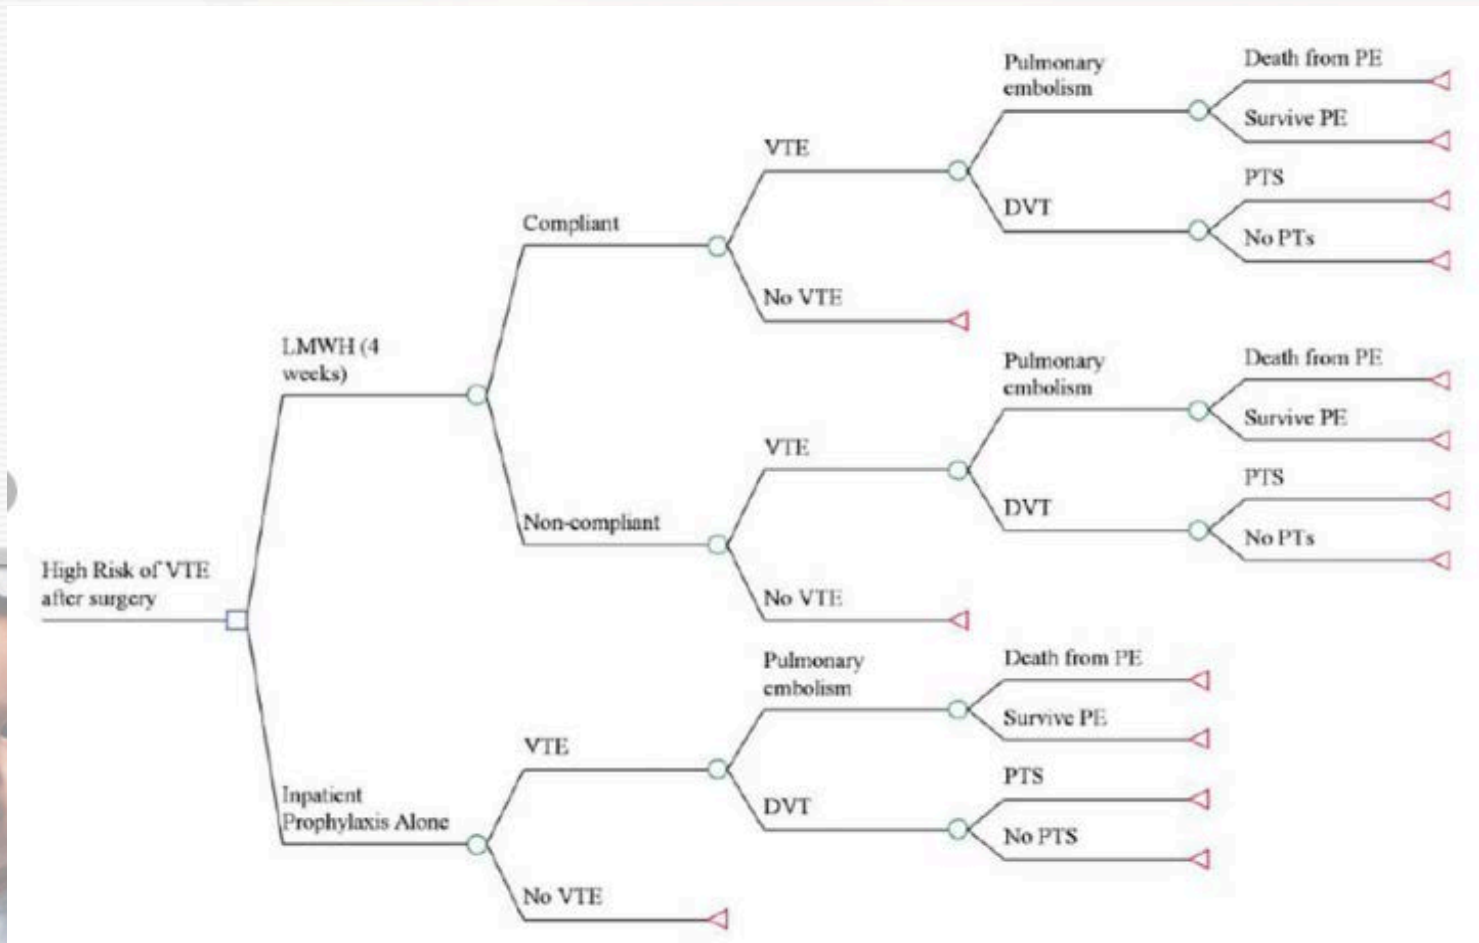 Death from PE
Pulmonary
embolism
Survive PE
VTE
PTS
DVT
No PTs
Compliant
No VTE
LMWH (4
weeks)
Death from PE
Pulmonary
embolism
Survive PE
VTE
PTS
DVT
No PTs
Non-compliant
No VTE
High Risk of VTE
after surgery
Death from PE
Pulmonary
embolism
Survive PE
VTE
PTS
DVT
No PTS
Inpatient
Prophylaxis Alone
No VTE